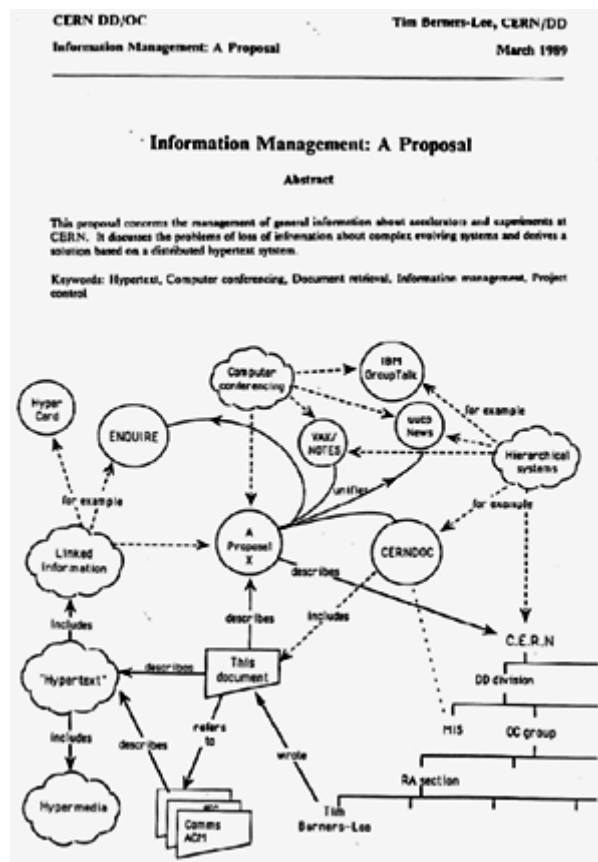 CERN DD/OC
Tim Berners-Lee, CERN/DD
Information Management: A Proposal
March 1989
Information Management: A Proposal
Abstract
This proposal concerns the management of general information about accelerators and experiments at
CERN. It discusses the problems of loss of information about complex evolving systems and derives a
solution based on a distributed hypertext system.
Keywords: Hypertext, Computer conferencing, Document retrieval, Information management, Project
control
IBM
GroupTalk
Computer
conferencing
Hyper
Card
for example
ENQUIRE
UUCP
News
VAX/
NOTES
Hierarchical
systems
unifies
for example
for example
A
Proposal
X
CERNDOC
Linked
information
describes
C.E.R.N
includes
describes
includes
This
document
DD division
describes
"Hypertext"
refers
to
MIS
OC group
includes
describes
wrote
RA section
Hypermedia
Comms
ACM
Tim
Berners-Lee